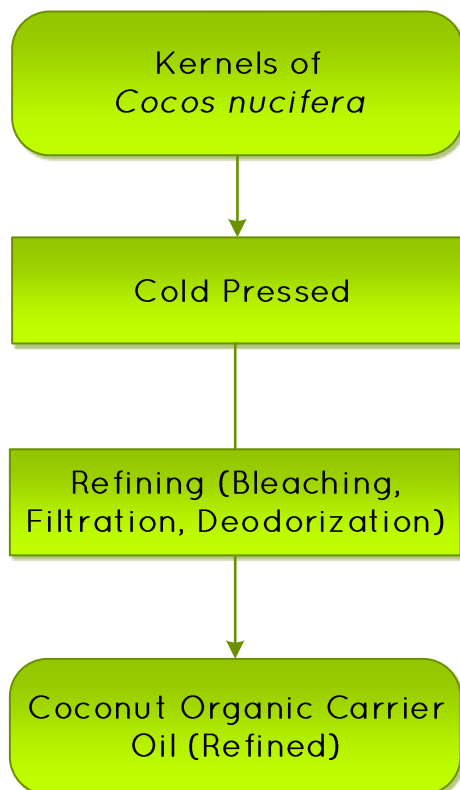 Kernels of
Cocos nucifera
Cold Pressed
Refining (Bleaching,
Filtration, Deodorization)
Coconut Organic Carrier
Oil (Refined)